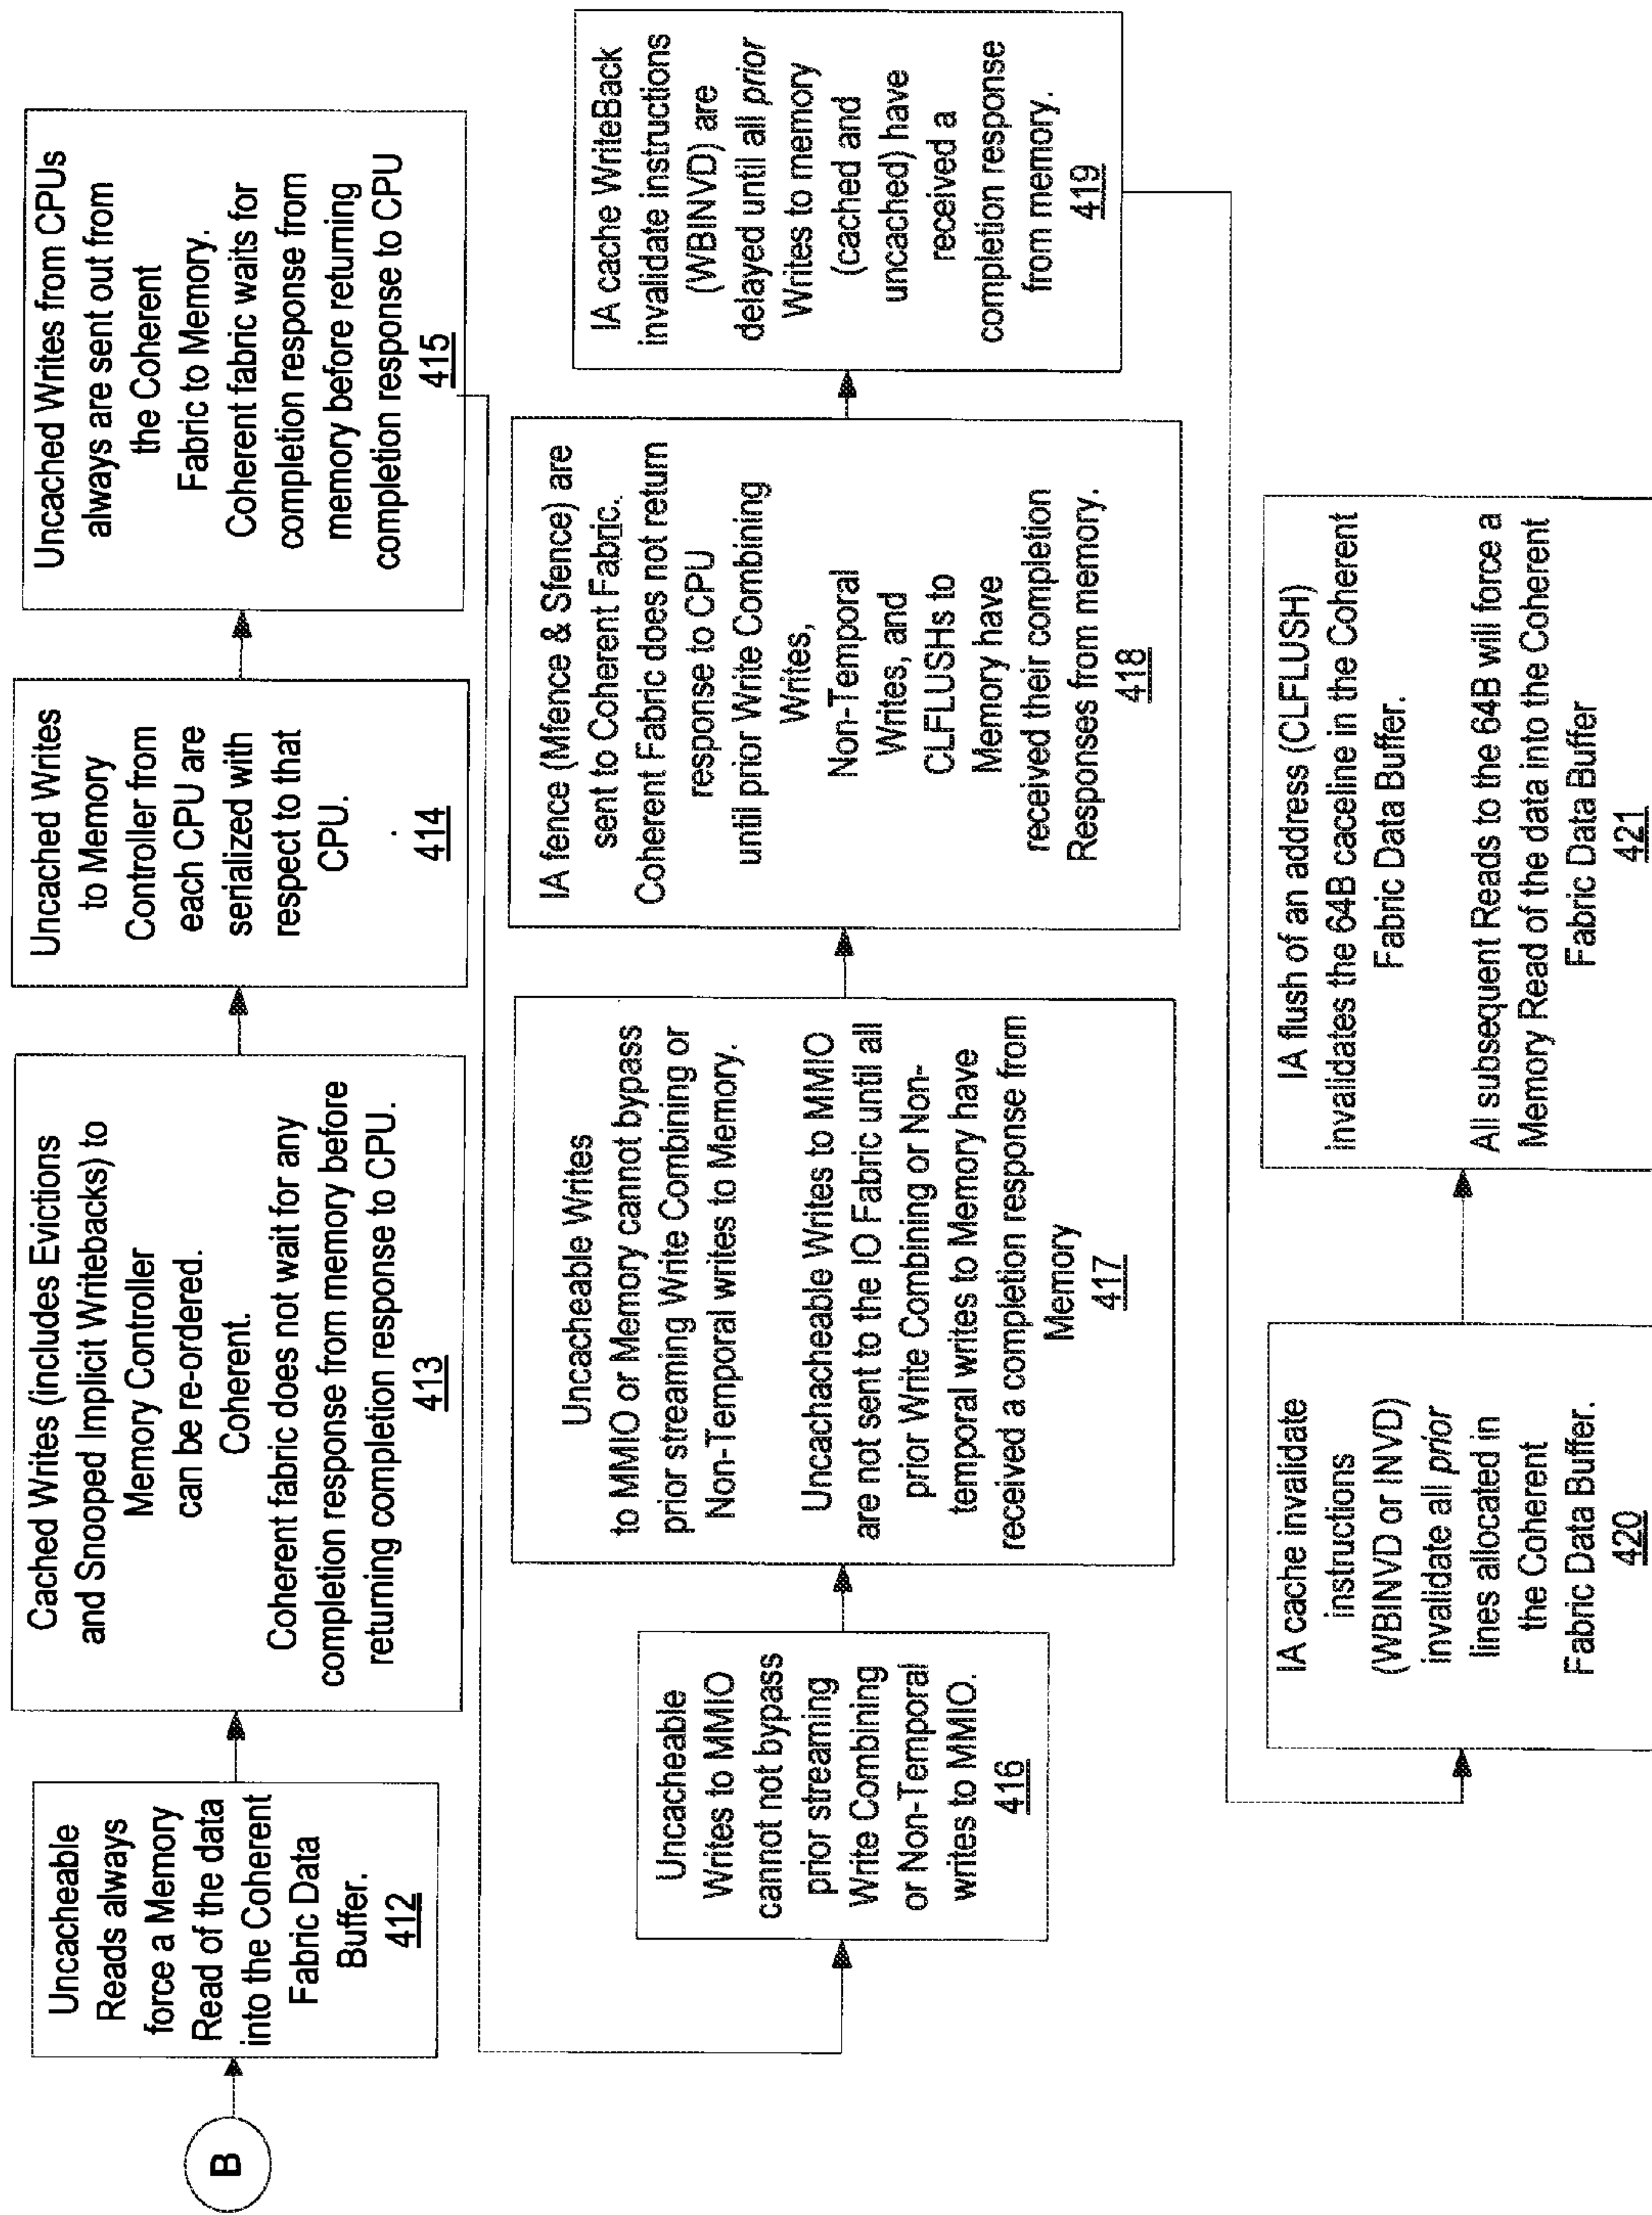 B
Uncacheable
Reads always
force a Memory
Read of the data
into the Coherent
Fabric Data
Buffer.
412
Cached Writes (includes Evictions
and Snooped Implicit Writebacks) to
Memory Controller
can be re-ordered.
Coherent.
Coherent fabric does not wait for any
completion response from memory before
returning completion response to CPU.
413
Uncached Writes
to Memory
Controller from
each CPU are
serialized with
respect to that
CPU.
414
Uncached Writes from CPUs
always are sent out from
the Coherent
Fabric to Memory.
Coherent fabric waits for
completion response from
memory before returning
completion response to CPU
415
Uncacheable
Writes to MMIO
cannot not bypass
prior streaming
Write Combining
or Non-Temporal
writes to MMIO.
416
Uncacheable Writes
to MMIO or Memory cannot bypass
prior streaming Write Combining or
Non-Temporal writes to Memory.
Uncachacheable Writes to MMIO
are not sent to the IO Fabric until all
prior Write Combining or Non-
temporal writes to Memory have
received a completion response from
Memory
417
IA fence (Mfence & Sfence) are
sent to Coherent Fabric.
Coherent Fabric does not return
response to CPU
until prior Write Combining
Writes,
Non-Temporal
Writes, and
CLFLUSHs to
Memory have
received their completion
Responses from memory.
418
IA cache WriteBack
invalidate instructions
(WBINVD) are
delayed until all prior
Writes to memory
(cached and
uncached) have
received a
completion response
from memory.
419
IA cache invalidate
instructions
(WBINVD or INVD)
invalidate all prior
lines allocated in
the Coherent
Fabric Data Buffer.
420
IA flush of an address (CLFLUSH)
invalidates the 64B caceline in the Coherent
Fabric Data Buffer.
All subsequent Reads to the 64B will force a
Memory Read of the data into the Coherent
Fabric Data Buffer
421